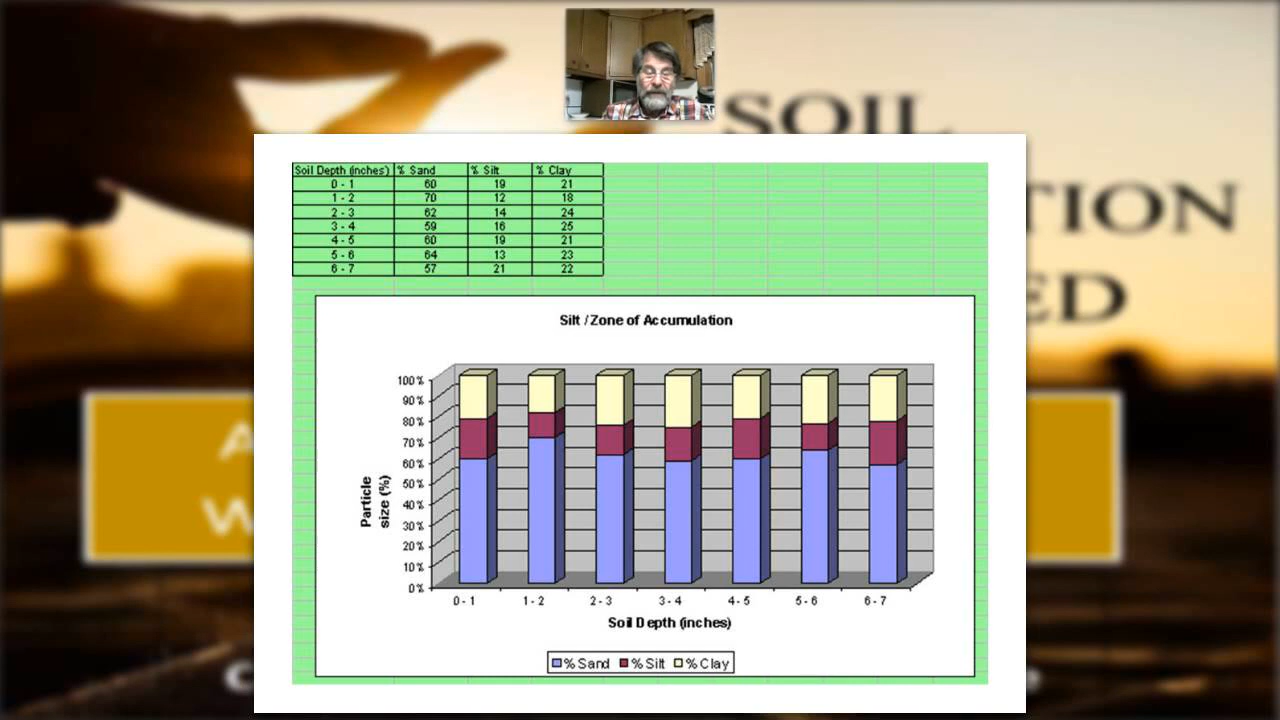 SOIL
TION
ED
A
W
C
Soil Depth (inches) % Sand % Silt % Clay
0 - 1 60 19 21
1 - 2 70 12 18
2 - 3 62 14 24
3 - 4 59 16 25
4 - 5 60 19 21
5 - 6 64 13 23
6 - 7 57 21 22
Silt / Zone of Accumulation
100%
90%
80%
70%
60%
50%
40%
30%
20%
10%
0%
Particle
size (%)
0 - 1 1 - 2 2 - 3 3 - 4 4 - 5 5 - 6 6 - 7
Soil Depth (inches)
% Sand % Silt % Clay